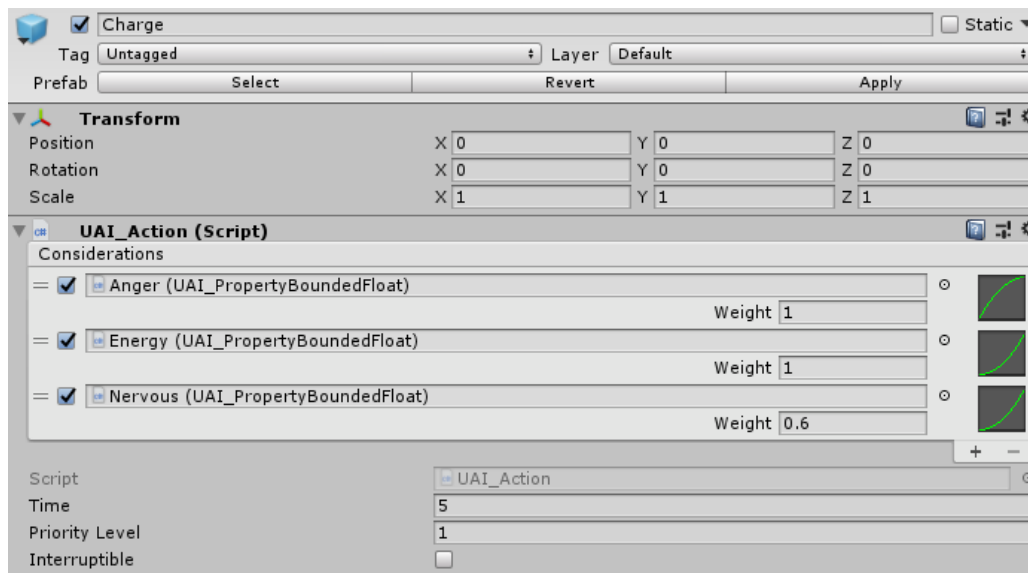 Charge Static
Tag Untagged Layer Default
Prefab Select Revert Apply
Transform
Position X 0 Y 0 Z 0
Rotation X 0 Y 0 Z 0
Scale X 1 Y 1 Z 1
c# UAI_Action (Script)
Considerations
Anger (UAI_PropertyBoundedFloat)
Weight 1
Energy (UAI_PropertyBoundedFloat)
Weight 1
Nervous (UAI_PropertyBoundedFloat)
Weight 0.6
+ −
Script UAI_Action
Time 5
Priority Level 1
Interruptible